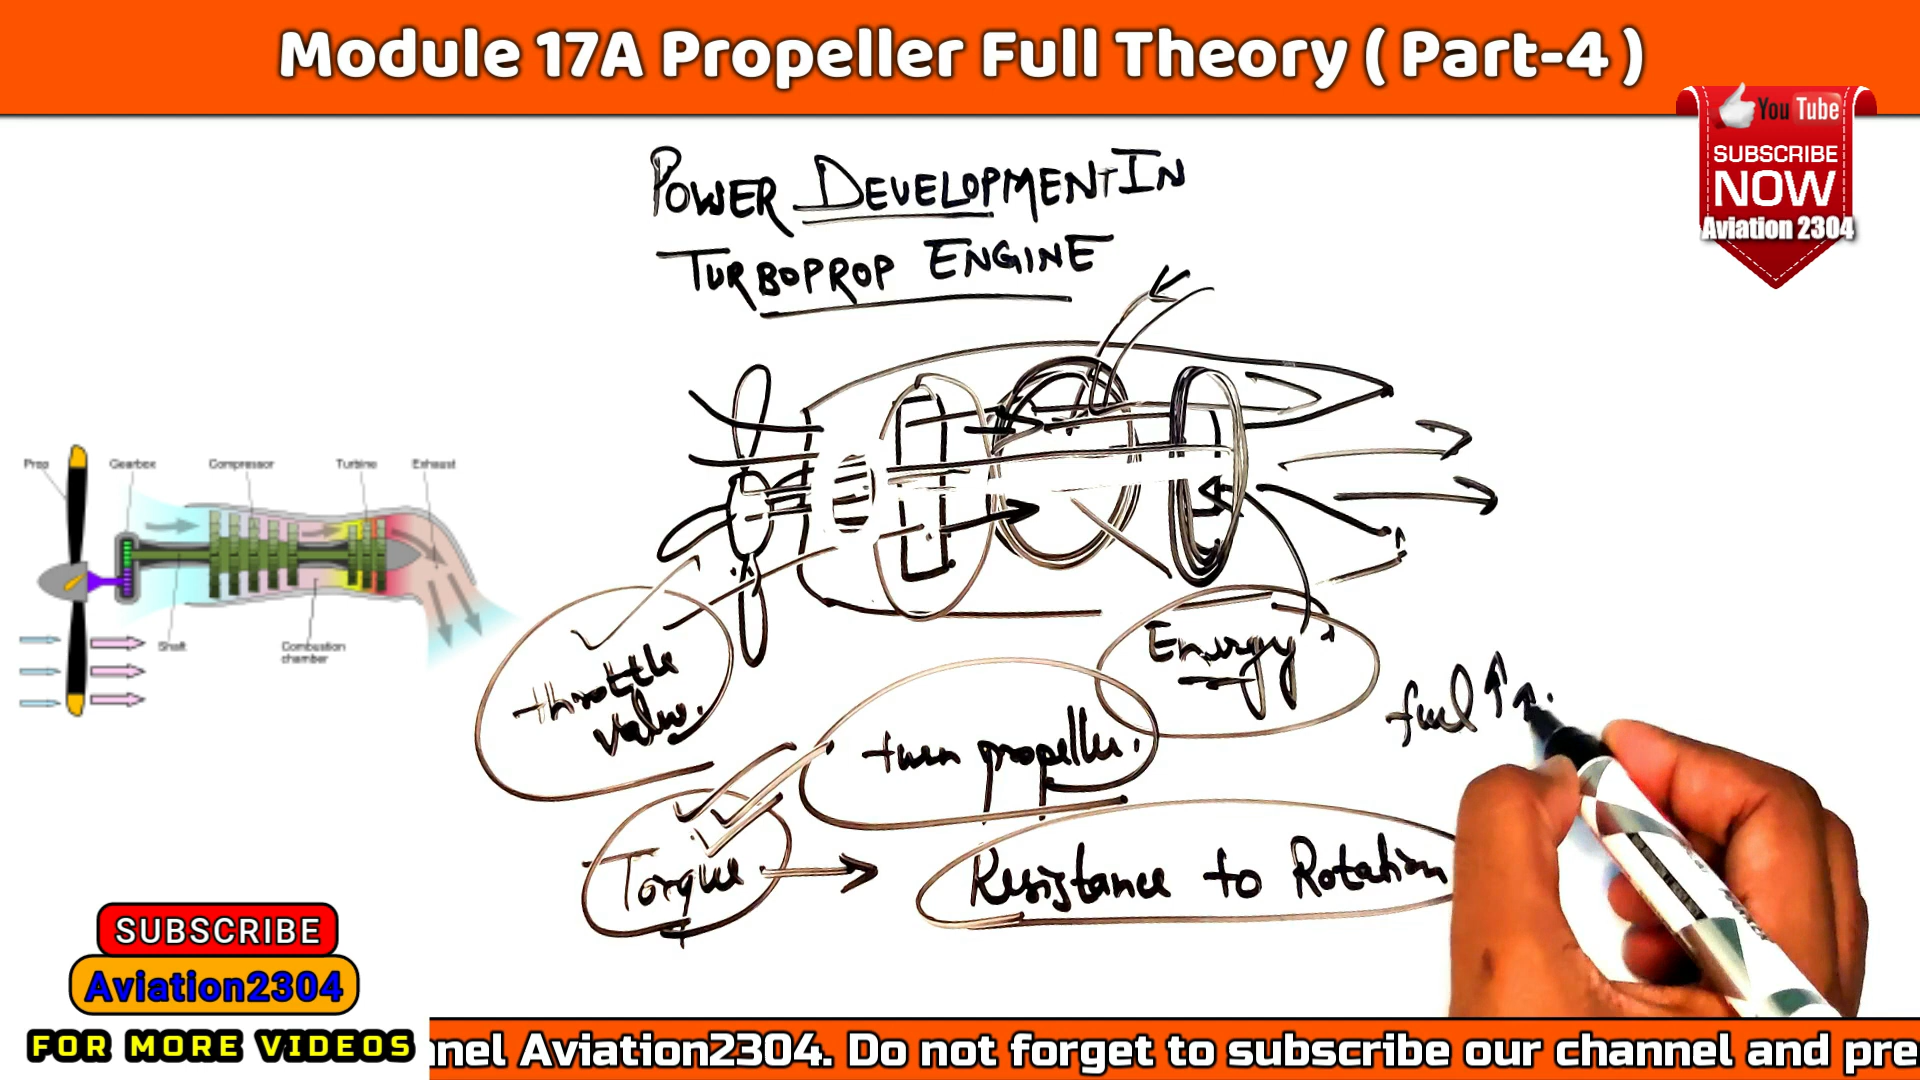 Module 17A Propeller Full Theory ( Part-4 )
You Tube
SUBSCRIBE
NOW
Aviation 2304
POWER DEVELOPMENT IN
TURBOPROP ENGINE
Prop
Gearbox
Compressor
Turbine
Exhaust
Shaft
Combustion
chamber
Energy
throttle
valve.
fuel ↑↑
turn propeller.
Torque → Resistance to Rotation
SUBSCRIBE
Aviation2304
FOR MORE VIDEOS
nnel Aviation2304. Do not forget to subscribe our channel and pre